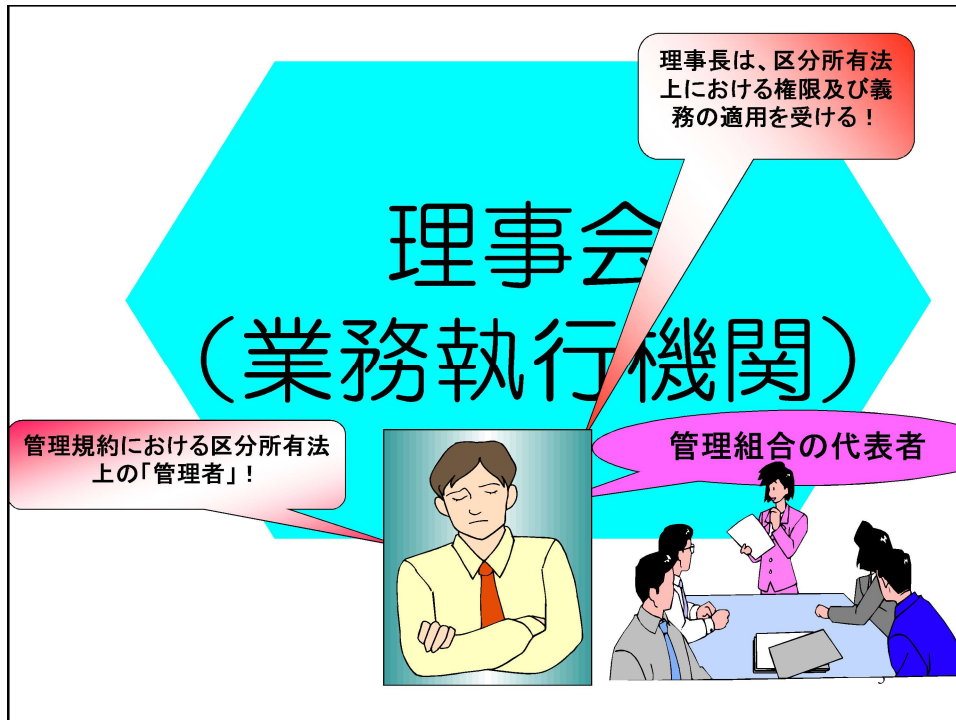 理事長は、区分所有法
上における権限及び義
務の適用を受ける！
理事会
（業務執行機関）
管理規約における区分所有法
上の「管理者」！
管理組合の代表者